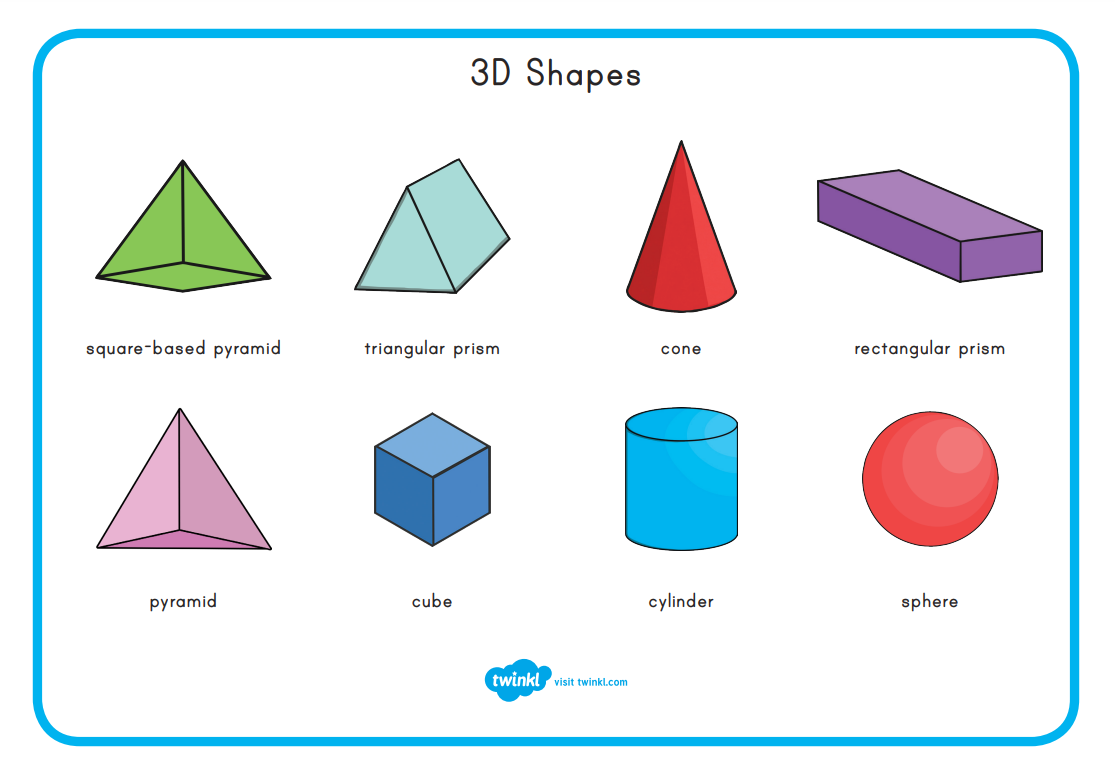 3D Shapes
square-based pyramid
triangular prism
cone
rectangular prism
pyramid
cube
cylinder
sphere
twinkl visit twinkl.com